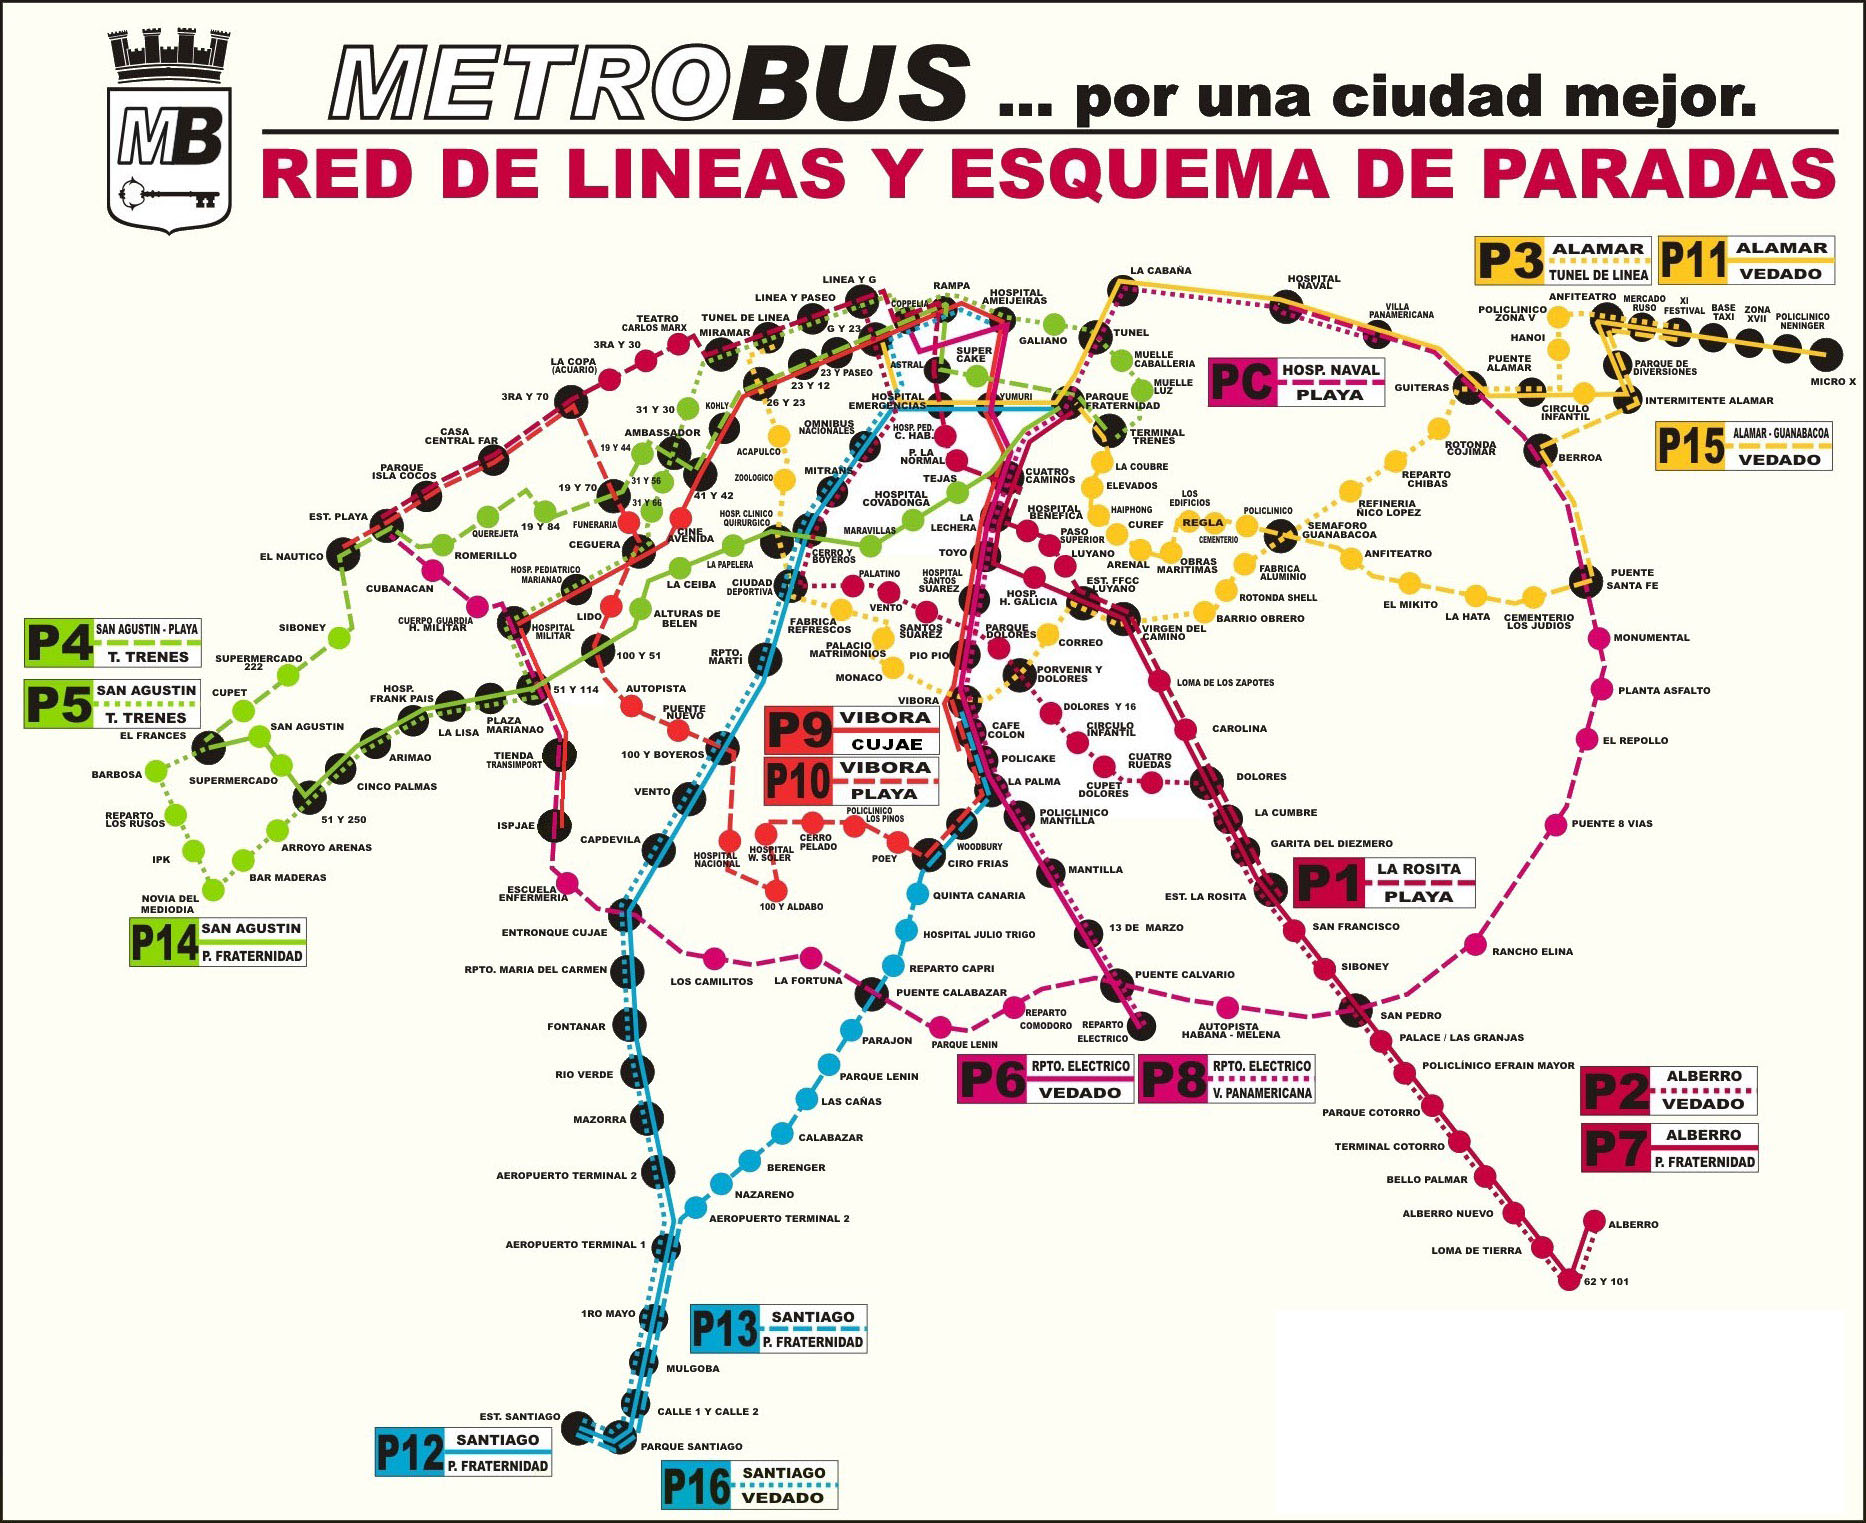 METROBUS ... por una ciudad mejor.
MB
RED DE LINEAS Y ESQUEMA DE PARADAS
P3 ALAMAR
TUNEL DE LINEA
P11 ALAMAR
VEDADO
P15 ALAMAR - GUANABACOA
VEDADO
PC HOSP. NAVAL
PLAYA
P4 SAN AGUSTIN - PLAYA
T. TRENES
P5 SAN AGUSTIN
T. TRENES
P14 SAN AGUSTIN
P. FRATERNIDAD
P9 VIBORA
CUJAE
P10 VIBORA
PLAYA
P1 LA ROSITA
PLAYA
P6 RPTO. ELECTRICO
VEDADO
P8 RPTO. ELECTRICO
V. PANAMERICANA
P2 ALBERRO
VEDADO
P7 ALBERRO
P. FRATERNIDAD
P13 SANTIAGO
P. FRATERNIDAD
P12 SANTIAGO
P. FRATERNIDAD
P16 SANTIAGO
VEDADO
LA CABAÑA
HOSPITAL
NAVAL
VILLA
PANAMERICANA
LINEA Y G
RAMPA
COPPELIA
HOSPITAL
AMEIJEIRAS
LINEA Y PASEO
TUNEL DE LINEA
MIRAMAR
TEATRO
CARLOS MARX
3RA Y 30
LA COPA
(ACUARIO)
3RA Y 70
CASA
CENTRAL FAR
PARQUE
ISLA COCOS
EST. PLAYA
EL NAUTICO
G Y 23
23 Y PASEO
23 Y 12
26 Y 23
KOHLY
31 Y 30
AMBASSADOR
19 Y 44
31 Y 56
31 Y 66
41 Y 42
19 Y 70
19 Y 84
FUNERARIA
QUEREJETA
ROMERILLO
CEGUERA
CINE
AVENIDA
CUBANACAN
CUERPO GUARDIA
H. MILITAR
HOSP. PEDIATRICO
MARIANAO
HOSPITAL
MILITAR
LIDO
100 Y 51
LA CEIBA
LA PAPELERA
ALTURAS DE
BELEN
SIBONEY
SUPERMERCADO
222
CUPET
EL FRANCES
SAN AGUSTIN
SUPERMERCADO
BARBOSA
REPARTO
LOS RUSOS
IPK
NOVIA DEL
MEDIODIA
BAR MADERAS
ARROYO ARENAS
51 Y 250
CINCO PALMAS
ARIMAO
HOSP.
FRANK PAIS
LA LISA
PLAZA
MARIANAO
51 Y 114
TIENDA
TRANSIMPORT
ISPJAE
ESCUELA
ENFERMERIA
ENTRONQUE CUJAE
AUTOPISTA
PUENTE
NUEVO
100 Y BOYEROS
VENTO
CAPDEVILA
HOSPITAL
NACIONAL
HOSPITAL
W. SOLER
100 Y ALDABO
CERRO
PELADO
POLICLINICO
LOS PINOS
POEY
WOODBURY
CIRO FRIAS
QUINTA CANARIA
HOSPITAL JULIO TRIGO
REPARTO CAPRI
PUENTE CALABAZAR
PARAJON
PARQUE LENIN
LAS CAÑAS
CALABAZAR
BERENGER
NAZARENO
AEROPUERTO TERMINAL 2
RPTO. MARIA DEL CARMEN
FONTANAR
RIO VERDE
MAZORRA
AEROPUERTO TERMINAL 2
AEROPUERTO TERMINAL 1
1RO MAYO
MULGOBA
CALLE 1 Y CALLE 2
EST. SANTIAGO
PARQUE SANTIAGO
LOS CAMILITOS
LA FORTUNA
PARQUE LENIN
REPARTO
COMODORO
REPARTO
ELECTRICO
PUENTE CALVARIO
AUTOPISTA
HABANA - MELENA
SAN PEDRO
13 DE MARZO
MANTILLA
POLICLINICO
MANTILLA
LA PALMA
POLICAKE
CAFE
COLON
VIBORA
PIO PIO
HOSPITAL
SANTOS
SUAREZ
TOYO
LA
LECHERA
CUATRO
CAMINOS
TEJAS
P. LA
NORMAL
HOSP. PED.
C. HAB.
HOSPITAL
EMERGENCIAS
ASTRAL
SUPER
CAKE
YUMURI
PARQUE
FRATERNIDAD
GALIANO
TUNEL
MUELLE
CABALLERIA
MUELLE
LUZ
TERMINAL
TRENES
LA COUBRE
ELEVADOS
HAIPHONG
CUREF
ARENAL
OBRAS
MARITIMAS
LOS
EDIFICIOS
REGLA
CEMENTERIO
POLICLINICO
SEMAFORO
GUANABACOA
FABRICA
ALUMINIO
ROTONDA SHELL
BARRIO OBRERO
VIRGEN DEL
CAMINO
EST. FFCC
LUYANO
CORREO
PORVENIR Y
DOLORES
PARQUE
DOLORES
HOSP.
H. GALICIA
HOSPITAL
BENEFICA
PASO
SUPERIOR
LUYANO
OMNIBUS
NACIONALES
MITRANS
ACAPULCO
ZOOLOGICO
HOSP. CLINICO
QUIRURGICO
HOSPITAL
COVADONGA
MARAVILLAS
CERRO Y
BOYEROS
CIUDAD
DEPORTIVA
PALATINO
VENTO
SANTOS
SUAREZ
FABRICA
REFRESCOS
PALACIO
MATRIMONIOS
MONACO
RPTO.
MARTI
DOLORES Y 16
CIRCULO
INFANTIL
CUPET
DOLORES
CUATRO
RUEDAS
DOLORES
LOMA DE LOS ZAPOTES
CAROLINA
LA CUMBRE
GARITA DEL DIEZMERO
EST. LA ROSITA
SAN FRANCISCO
SIBONEY
PALACE / LAS GRANJAS
POLICLÍNICO EFRAIN MAYOR
PARQUE COTORRO
TERMINAL COTORRO
BELLO PALMAR
ALBERRO NUEVO
LOMA DE TIERRA
62 Y 101
ALBERRO
RANCHO ELINA
PUENTE 8 VIAS
EL REPOLLO
PLANTA ASFALTO
MONUMENTAL
PUENTE
SANTA FE
BERROA
CEMENTERIO
LOS JUDIOS
LA HATA
EL MIKITO
ANFITEATRO
REFINERIA
ÑICO LOPEZ
REPARTO
CHIBAS
ROTONDA
COJIMAR
GUITERAS
PUENTE
ALAMAR
HANOI
POLICLINICO
ZONA V
CIRCULO
INFANTIL
INTERMITENTE ALAMAR
PARQUE DE
DIVERSIONES
ANFITEATRO
MERCADO
RUSO
XI
FESTIVAL
BASE
TAXI
ZONA
XVII
POLICLINICO
NENINGER
MICRO X